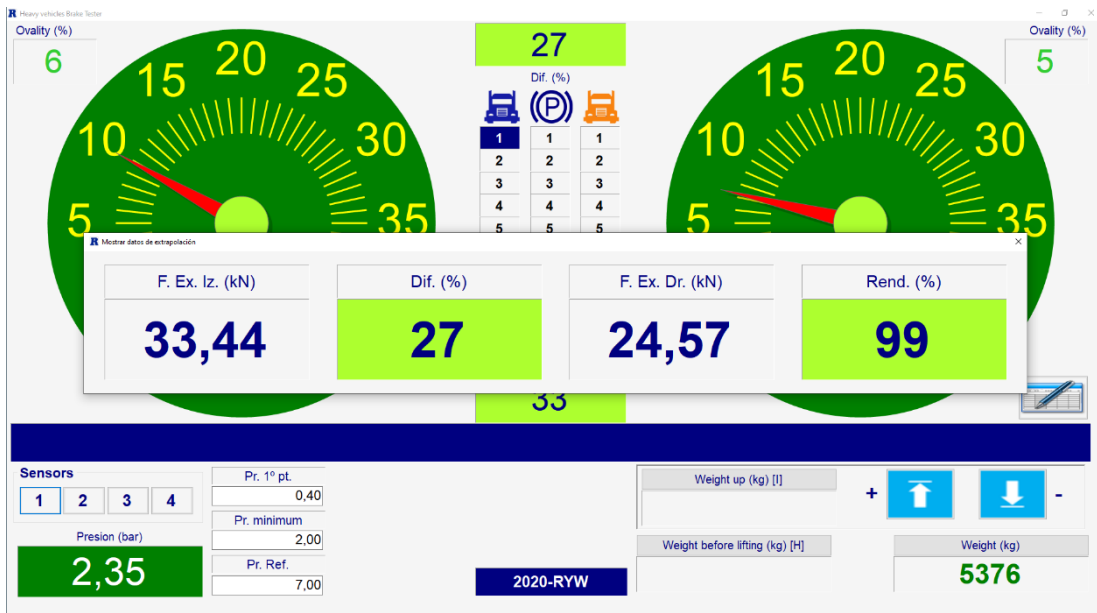 R Heavy vehicles Brake Tester
Ovality (%)
6
5
10
15
20
25
30
35
27
Dif. (%)
(P)
1 1 1
2 2 2
3 3 3
4 4 4
5 5 5
5
10
15
20
25
30
35
Ovality (%)
5
R Mostrar datos de extrapolación
F. Ex. Iz. (kN)
33,44
Dif. (%)
27
F. Ex. Dr. (kN)
24,57
Rend. (%)
99
33
Sensors
1 2 3 4
Presion (bar)
2,35
Pr. 1º pt.
0,40
Pr. minimum
2,00
Pr. Ref.
7,00
2020-RYW
Weight up (kg) [I]
+ -
Weight before lifting (kg) [H]
Weight (kg)
5376